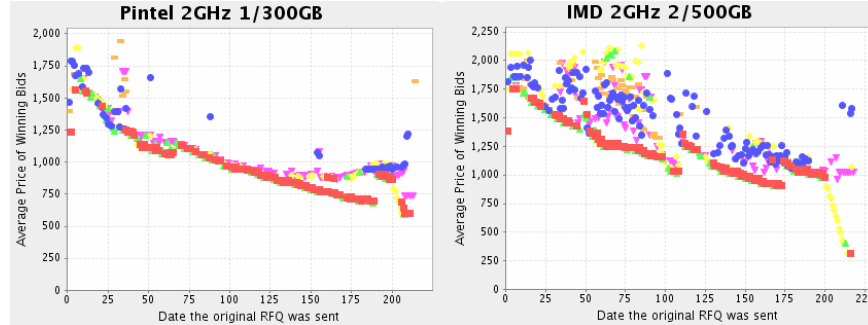 Pintel 2GHz 1/300GB
Average Price of Winning Bids
2,000
1,750
1,500
1,250
1,000
750
500
250
0
0 25 50 75 100 125 150 175 200
Date the original RFQ was sent
IMD 2GHz 2/500GB
Average Price of Winning Bids
2,250
2,000
1,750
1,500
1,250
1,000
750
500
250
0
0 25 50 75 100 125 150 175 200 22
Date the original RFQ was sent